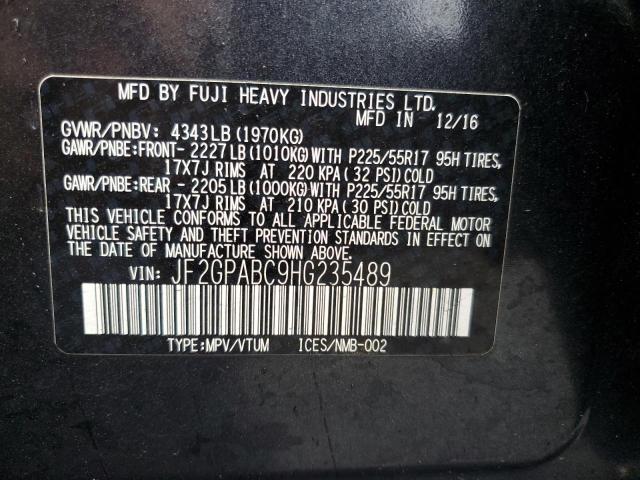 MFD BY FUJI HEAVY INDUSTRIES LTD.
MFD IN 12/16
GVWR/PNBV: 4343LB (1970KG)
GAWR/PNBE:FRONT- 2227LB (1010KG) WITH P225/55R17 95H TIRES,
17X7J RIMS AT 220 KPA (32 PSI) COLD
GAWR/PNBE:REAR - 2205LB (1000KG) WITH P225/55R17 95H TIRES,
17X7J RIMS AT 210 KPA (30 PSI) COLD
THIS VEHICLE CONFORMS TO ALL APPLICABLE FEDERAL MOTOR
VEHICLE SAFETY AND THEFT PREVENTION STANDARDS IN EFFECT ON
THE DATE OF MANUFACTURE SHOWN ABOVE.
VIN: JF2GPABC9HG235489
TYPE:MPV/VTUM ICES/NMB-002